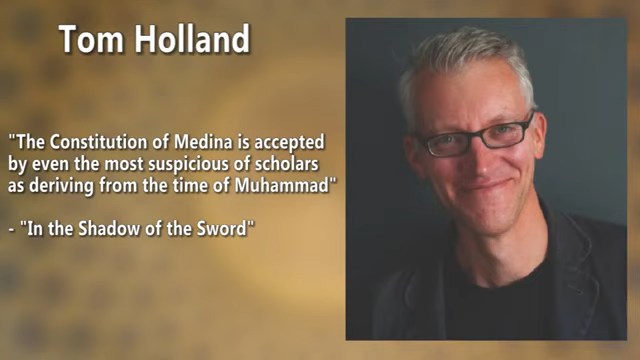 Tom Holland
"The Constitution of Medina is accepted
by even the most suspicious of scholars
as deriving from the time of Muhammad"
- "In the Shadow of the Sword"